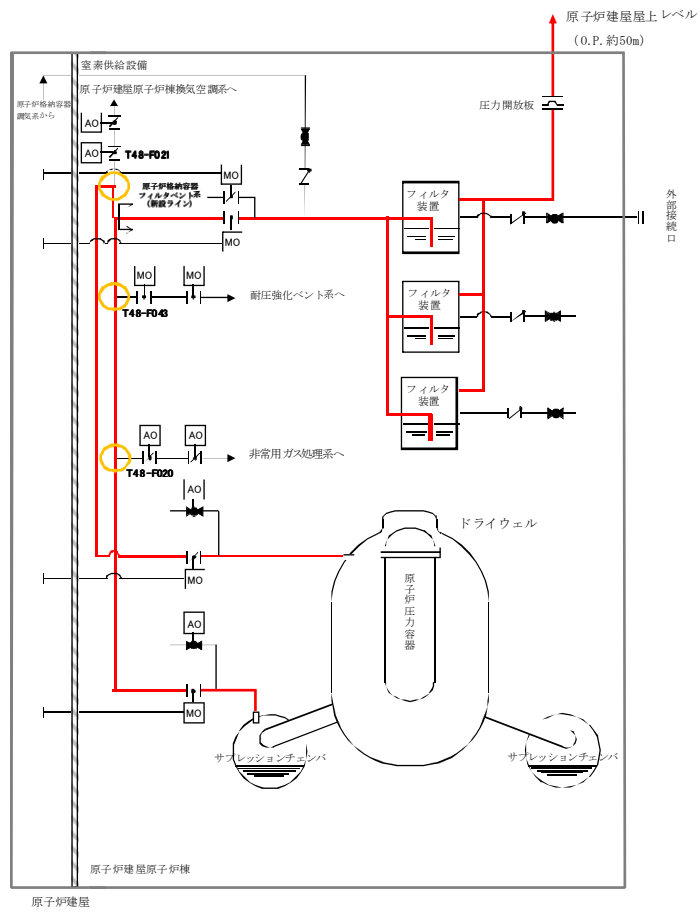 原子炉建屋屋上レベル
(O.P.約50m)
圧力開放板
窒素供給設備
原子炉建屋原子炉棟換気空調系へ
原子炉格納容器
調気系から
AO
AO
T48-F021
MO
原子炉格納容器
フィルタベント系
(新設ライン)
MO
フィルタ
装置
外部接続口
MO
MO
耐圧強化ベント系へ
T48-F043
フィルタ
装置
フィルタ
装置
AO
AO
非常用ガス処理系へ
T48-F020
AO
ドライウェル
MO
原子炉圧力容器
AO
MO
サプレッションチェンバ
サプレッションチェンバ
原子炉建屋原子炉棟
原子炉建屋